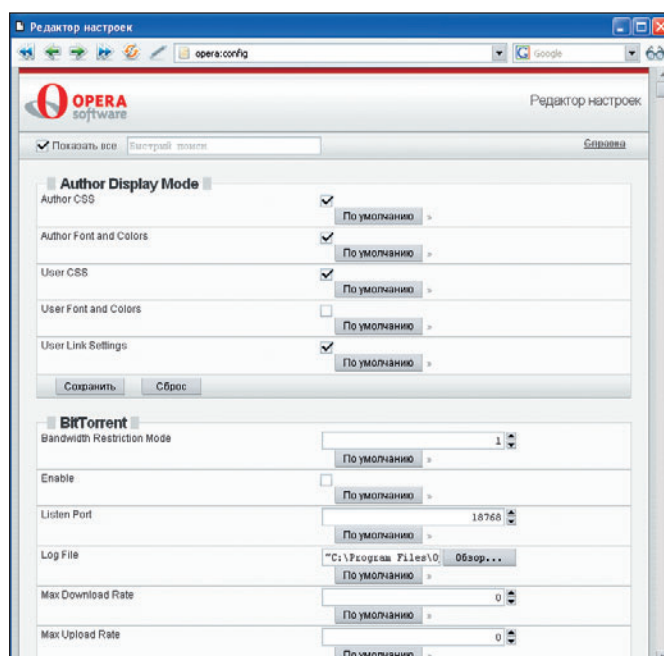 Редактор настроек
opera:config
Google
OPERA
software
Редактор настроек
Показать все Быстрый поиск
Справка
Author Display Mode
Author CSS
По умолчанию »
Author Font and Colors
По умолчанию »
User CSS
По умолчанию »
User Font and Colors
По умолчанию »
User Link Settings
По умолчанию »
Сохранить Сброс
BitTorrent
Bandwidth Restriction Mode 1
По умолчанию »
Enable
По умолчанию »
Listen Port 18768
По умолчанию »
Log File "C:\Program Files\O Обзор...
По умолчанию »
Max Download Rate 0
По умолчанию »
Max Upload Rate 0
По умолчанию »